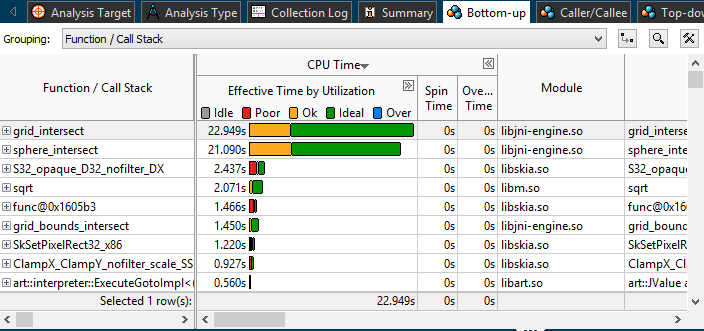 Analysis Target Analysis Type Collection Log Summary Bottom-up Caller/Callee Top-dow
Grouping: Function / Call Stack
Function / Call Stack CPU Time Module
Effective Time by Utilization Spin Time Ove... Time
Idle Poor Ok Ideal Over
grid_intersect 22.949s 0s 0s libjni-engine.so grid_interse
sphere_intersect 21.090s 0s 0s libjni-engine.so sphere_inte
S32_opaque_D32_nofilter_DX 2.437s 0s 0s libskia.so S32_opaque
sqrt 2.071s 0s 0s libm.so sqrt
func@0x1605b3 1.466s 0s 0s libskia.so func@0x160
grid_bounds_intersect 1.450s 0s 0s libjni-engine.so grid_bound
SkSetPixelRect32_x86 1.220s 0s 0s libskia.so SkSetPixelR
ClampX_ClampY_nofilter_scale_SS 0.927s 0s 0s libskia.so ClampX_Cla
art::interpreter::ExecuteGotoImpl<( 0.560s 0s 0s libart.so art::JValue a
Selected 1 row(s): 22.949s 0s 0s